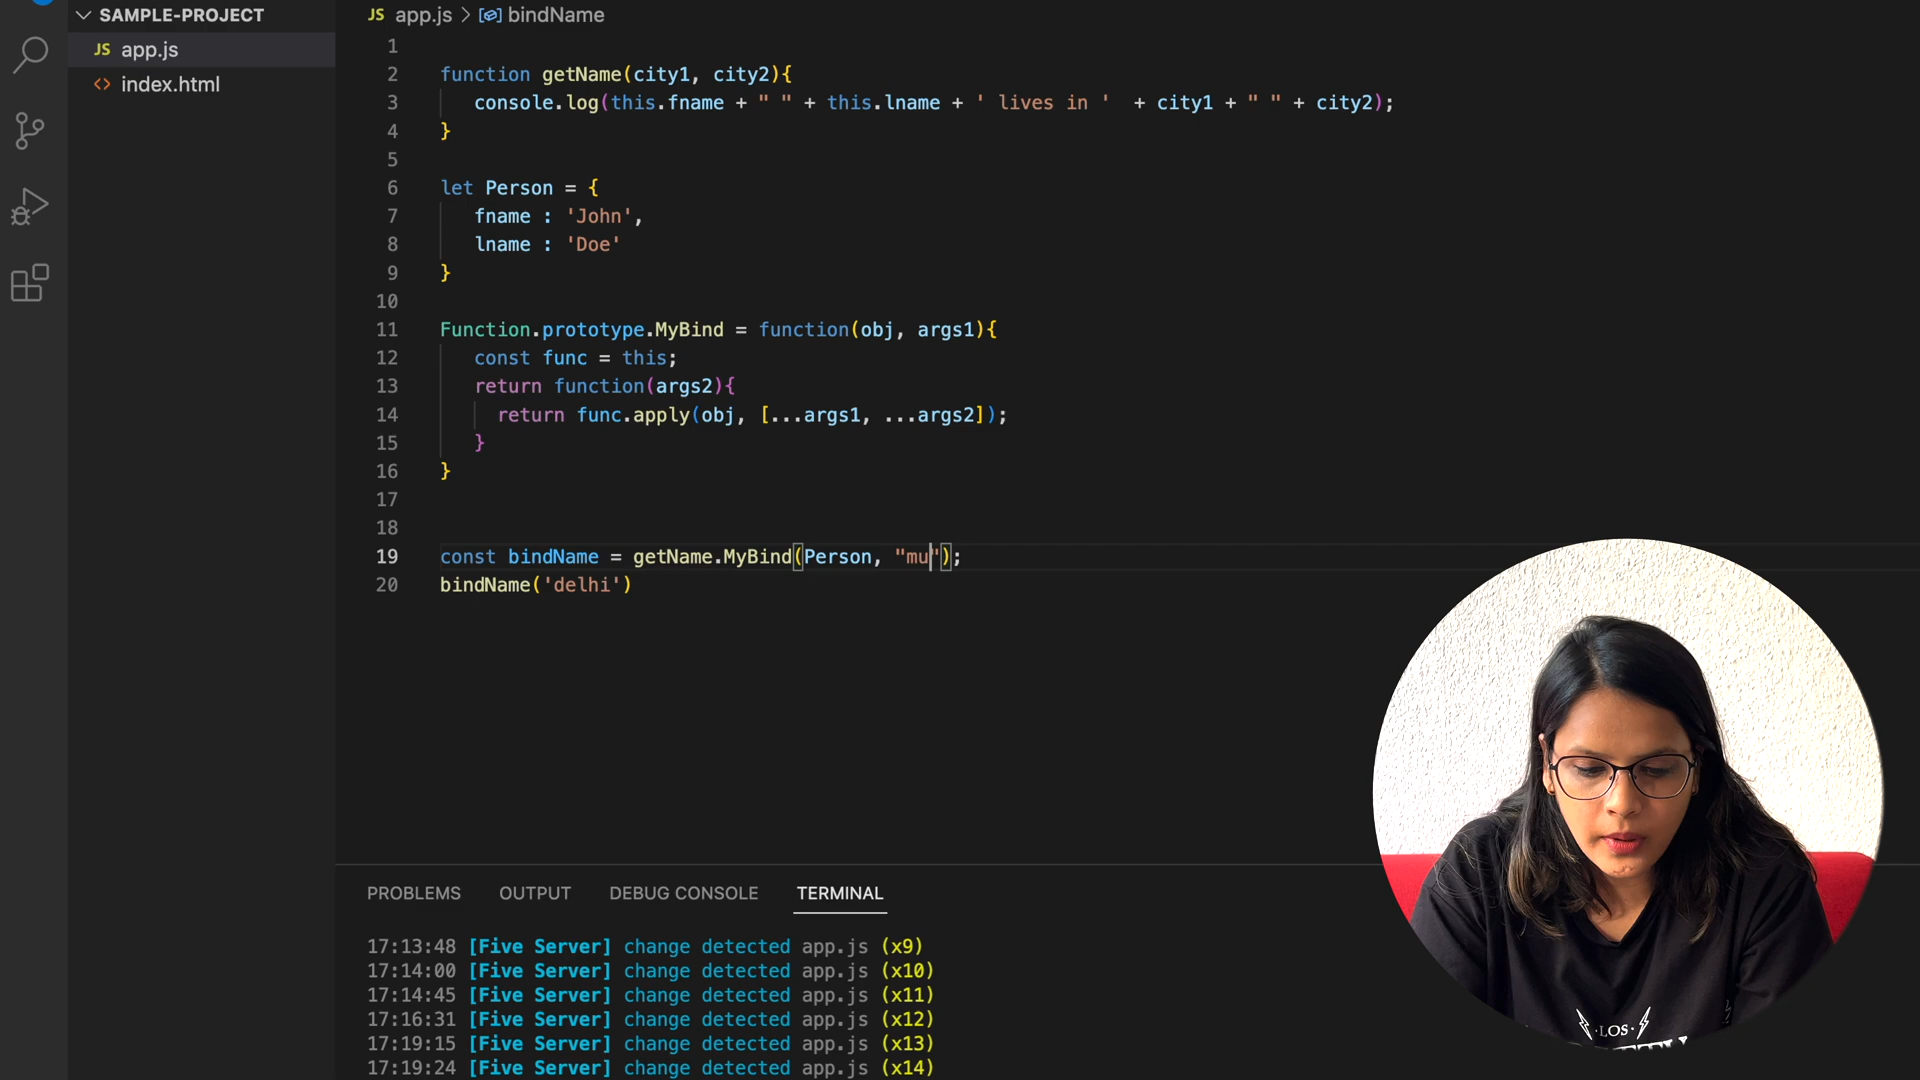 SAMPLE-PROJECT
JS app.js
<> index.html
JS app.js > bindName
1
2 function getName(city1, city2){
3 console.log(this.fname + " " + this.lname + ' lives in ' + city1 + " " + city2);
4 }
5
6 let Person = {
7 fname : 'John',
8 lname : 'Doe'
9 }
10
11 Function.prototype.MyBind = function(obj, args1){
12 const func = this;
13 return function(args2){
14 return func.apply(obj, [...args1, ...args2]);
15 }
16 }
17
18
19 const bindName = getName.MyBind(Person, "mu");
20 bindName('delhi')
PROBLEMS OUTPUT DEBUG CONSOLE TERMINAL
17:13:48 [Five Server] change detected app.js (x9)
17:14:00 [Five Server] change detected app.js (x10)
17:14:45 [Five Server] change detected app.js (x11)
17:16:31 [Five Server] change detected app.js (x12)
17:19:15 [Five Server] change detected app.js (x13)
17:19:24 [Five Server] change detected app.js (x14)
·LOS·